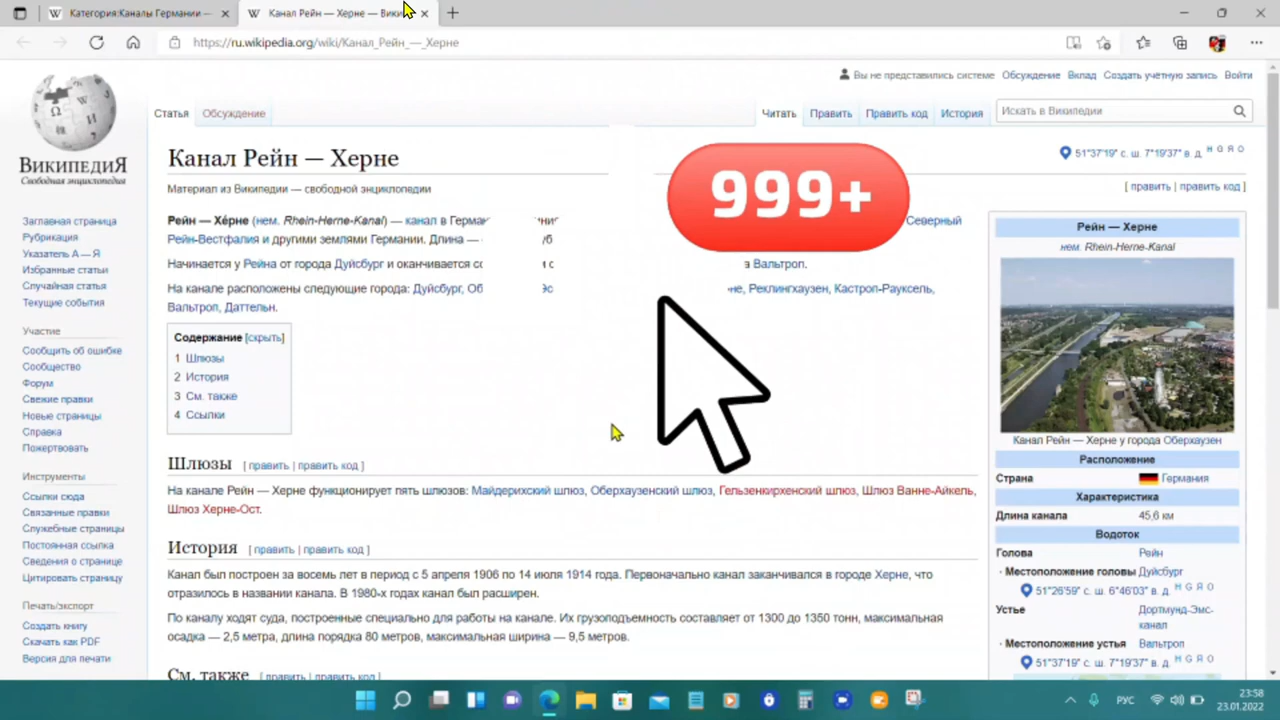 Категория:Каналы Германии —
Канал Рейн — Херне — Вики
https://ru.wikipedia.org/wiki/Канал_Рейн_—_Херне
Вы не представились системе Обсуждение Вклад Создать учётную запись Войти
Статья Обсуждение Читать Править Править код История Искать в Википедии
ВИКИПЕДИЯ
Свободная энциклопедия
Заглавная страница
Рубрикация
Указатель А — Я
Избранные статьи
Случайная статья
Текущие события
Участие
Сообщить об ошибке
Сообщество
Форум
Свежие правки
Новые страницы
Справка
Пожертвовать
Инструменты
Ссылки сюда
Связанные правки
Служебные страницы
Постоянная ссылка
Сведения о странице
Цитировать страницу
Печать/экспорт
Создать книгу
Скачать как PDF
Версия для печати
Канал Рейн — Херне
51°37'19" с. ш. 7°19'37" в. д. H G Я O
Материал из Википедии — свободной энциклопедии
[ править | править код ]
999+
Рейн — Хе́рне (нем. Rhein-Herne-Kanal) — канал в Герма Северный
Рейн-Вестфалия и другими землями Германии. Длина —
Начинается у Рейна от города Дуйсбург и оканчивается в Вальтроп.
На канале расположены следующие города: Дуйсбург, Реклингхаузен, Кастроп-Рауксель,
Вальтроп, Даттельн.
Содержание [скрыть]
1 Шлюзы
2 История
3 См. также
4 Ссылки
Шлюзы [ править | править код ]
На канале Рейн — Херне функционирует пять шлюзов: Майдерихский шлюз, Оберхаузенский шлюз, Гельзенкирхенский шлюз, Шлюз Ванне-Айкель,
Шлюз Херне-Ост.
История [ править | править код ]
Канал был построен за восемь лет в период с 5 апреля 1906 по 14 июля 1914 года. Первоначально канал заканчивался в городе Херне, что
отразилось в названии канала. В 1980-х годах канал был расширен.
По каналу ходят суда, построенные специально для работы на канале. Их грузоподъемность составляет от 1300 до 1350 тонн, максимальная
осадка — 2,5 метра, длина порядка 80 метров, максимальная ширина — 9,5 метров.
См. также [ править | править код ]
Рейн — Херне
нем. Rhein-Herne-Kanal
Канал Рейн — Херне у города Оберхаузен
Расположение
Страна Германия
Характеристика
Длина канала 45,6 км
Водоток
Голова Рейн
· Местоположение головы Дуйсбург
51°26'59" с. ш. 6°46'03" в. д. H G Я O
Устье Дортмунд-Эмс-
канал
· Местоположение устья Вальтроп
51°37'19" с. ш. 7°19'37" в. д. H G Я O
РУС
23:58
23.01.2022